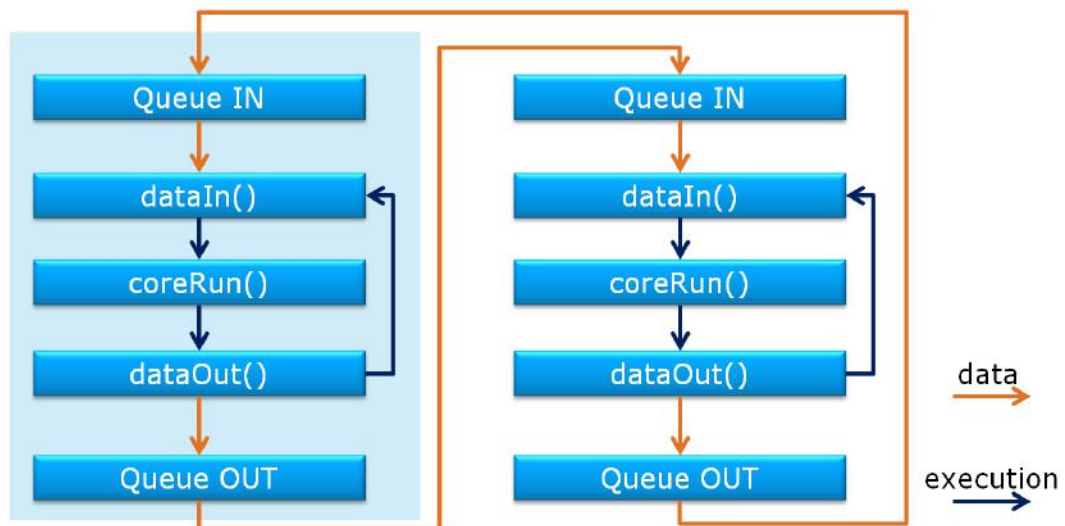 Queue IN
dataIn()
coreRun()
dataOut()
Queue OUT
Queue IN
dataIn()
coreRun()
dataOut()
Queue OUT
data
execution